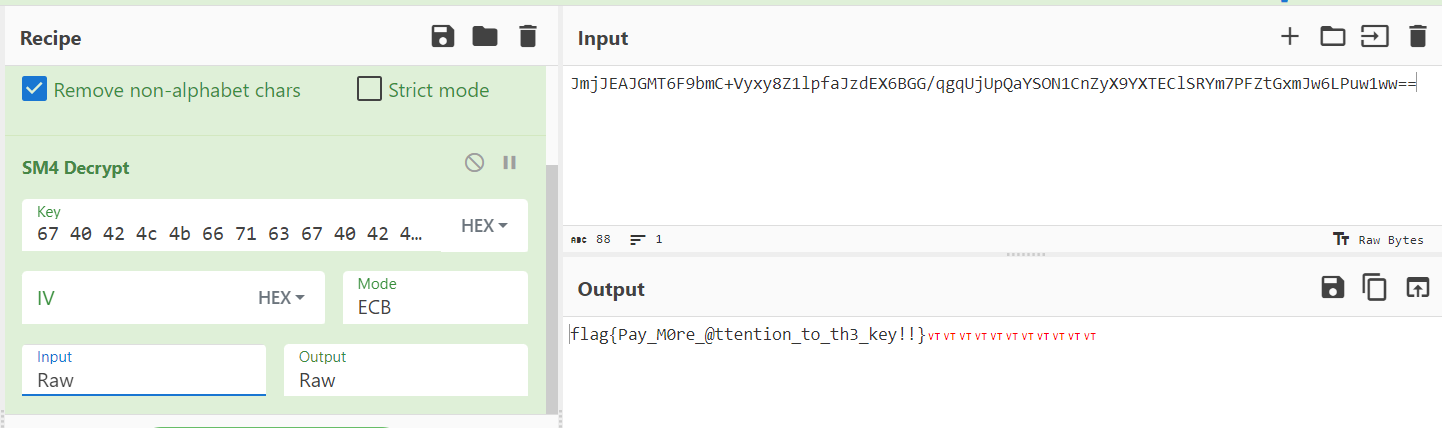 Recipe
Remove non-alphabet chars
Strict mode
SM4 Decrypt
Key
67 40 42 4c 4b 66 71 63 67 40 42 4…
HEX
IV
HEX
Mode
ECB
Input
Raw
Output
Raw
Input
JmjJEAJGMT6F9bmC+Vyxy8Z1lpfaJzdEX6BGG/qgqUjUpQaYSON1CnZyX9YXTEClSRYm7PFZtGxmJw6LPuw1ww==
ABC 88 1
Tт Raw Bytes
Output
flag{Pay_M0re_@ttention_to_th3_key!!}VT VT VT VT VT VT VT VT VT VT VT